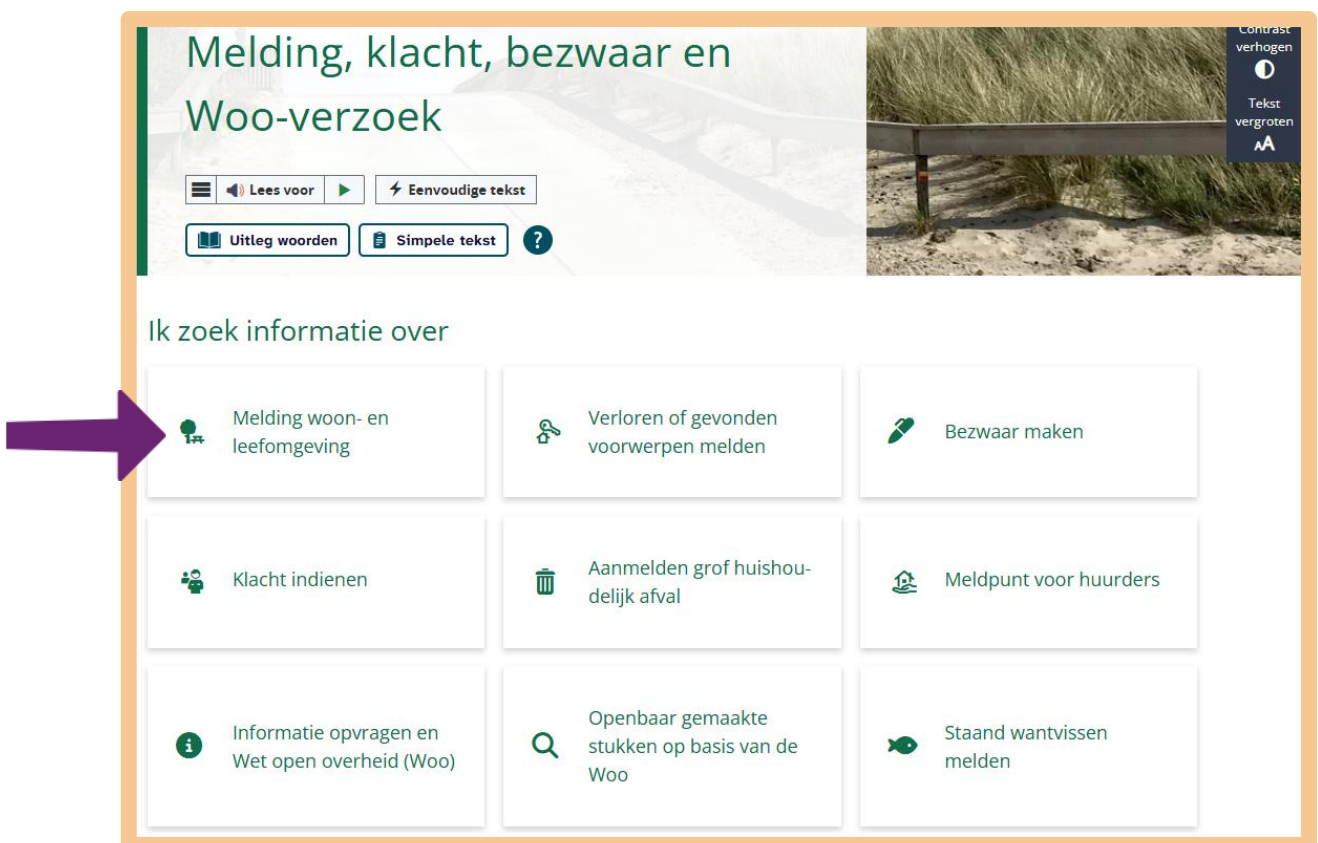 Melding, klacht, bezwaar en
Woo-verzoek
Contrast
verhogen
Tekst
vergroten
AA
Lees voor
Eenvoudige tekst
Uitleg woorden
Simpele tekst
?
Ik zoek informatie over
Melding woon- en
leefomgeving
Verloren of gevonden
voorwerpen melden
Bezwaar maken
Klacht indienen
Aanmelden grof huishou-
delijk afval
Meldpunt voor huurders
Informatie opvragen en
Wet open overheid (Woo)
Openbaar gemaakte
stukken op basis van de
Woo
Staand wantvissen
melden